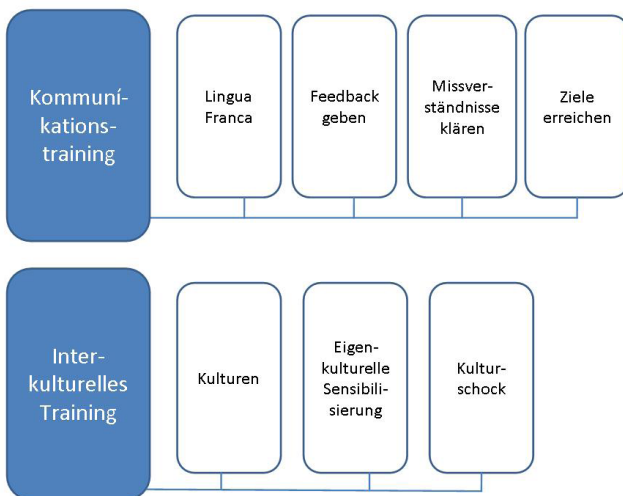 Kommuní-
kations-
training
Lingua
Franca
Feedback
geben
Missver-
ständnisse
klären
Ziele
erreichen
Inter-
kulturelles
Training
Kulturen
Eigen-
kulturelle
Sensibili-
sierung
Kultur-
schock